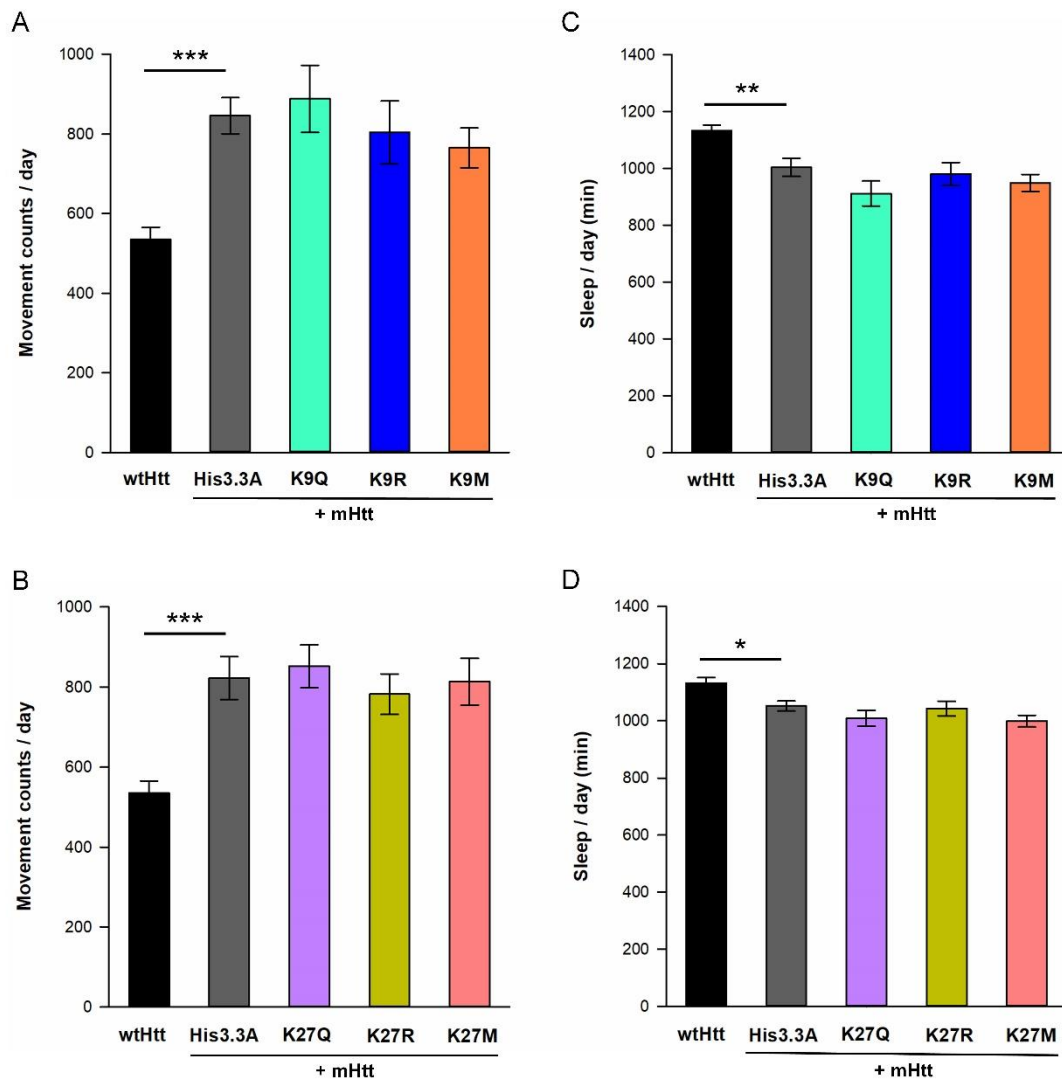 A
Movement counts / day
1000
800
600
400
200
0
***
wtHtt His3.3A K9Q K9R K9M
+ mHtt
C
Sleep / day (min)
1400
1200
1000
800
600
400
200
0
**
wtHtt His3.3A K9Q K9R K9M
+ mHtt
B
Movement counts / day
1000
800
600
400
200
0
***
wtHtt His3.3A K27Q K27R K27M
+ mHtt
D
Sleep / day (min)
1400
1200
1000
800
600
400
200
0
*
wtHtt His3.3A K27Q K27R K27M
+ mHtt